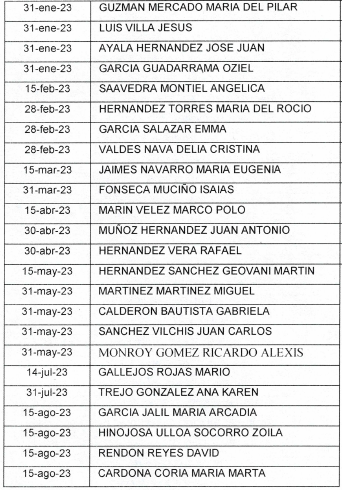 31-ene-23 GUZMAN MERCADO MARIA DEL PILAR
31-ene-23 LUIS VILLA JESUS
31-ene-23 AYALA HERNANDEZ JOSE JUAN
31-ene-23 GARCIA GUADARRAMA OZIEL
15-feb-23 SAAVEDRA MONTIEL ANGELICA
28-feb-23 HERNANDEZ TORRES MARIA DEL ROCIO
28-feb-23 GARCIA SALAZAR EMMA
28-feb-23 VALDES NAVA DELIA CRISTINA
15-mar-23 JAIMES NAVARRO MARIA EUGENIA
31-mar-23 FONSECA MUCIÑO ISAIAS
15-abr-23 MARIN VELEZ MARCO POLO
30-abr-23 MUÑOZ HERNANDEZ JUAN ANTONIO
30-abr-23 HERNANDEZ VERA RAFAEL
15-may-23 HERNANDEZ SANCHEZ GEOVANI MARTIN
31-may-23 MARTINEZ MARTINEZ MIGUEL
31-may-23 CALDERON BAUTISTA GABRIELA
31-may-23 SANCHEZ VILCHIS JUAN CARLOS
31-may-23 MONROY GOMEZ RICARDO ALEXIS
14-jul-23 GALLEJOS ROJAS MARIO
31-jul-23 TREJO GONZALEZ ANA KAREN
15-ago-23 GARCIA JALIL MARIA ARCADIA
15-ago-23 HINOJOSA ULLOA SOCORRO ZOILA
15-ago-23 RENDON REYES DAVID
15-ago-23 CARDONA CORIA MARIA MARTA